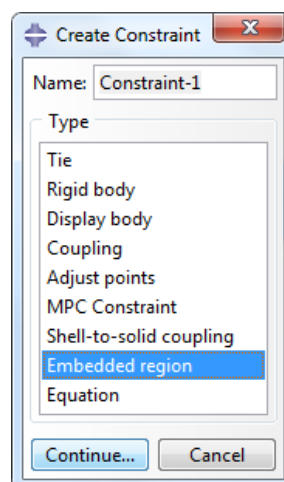 Create Constraint
Name: Constraint-1
Type
Tie
Rigid body
Display body
Coupling
Adjust points
MPC Constraint
Shell-to-solid coupling
Embedded region
Equation
Continue... Cancel